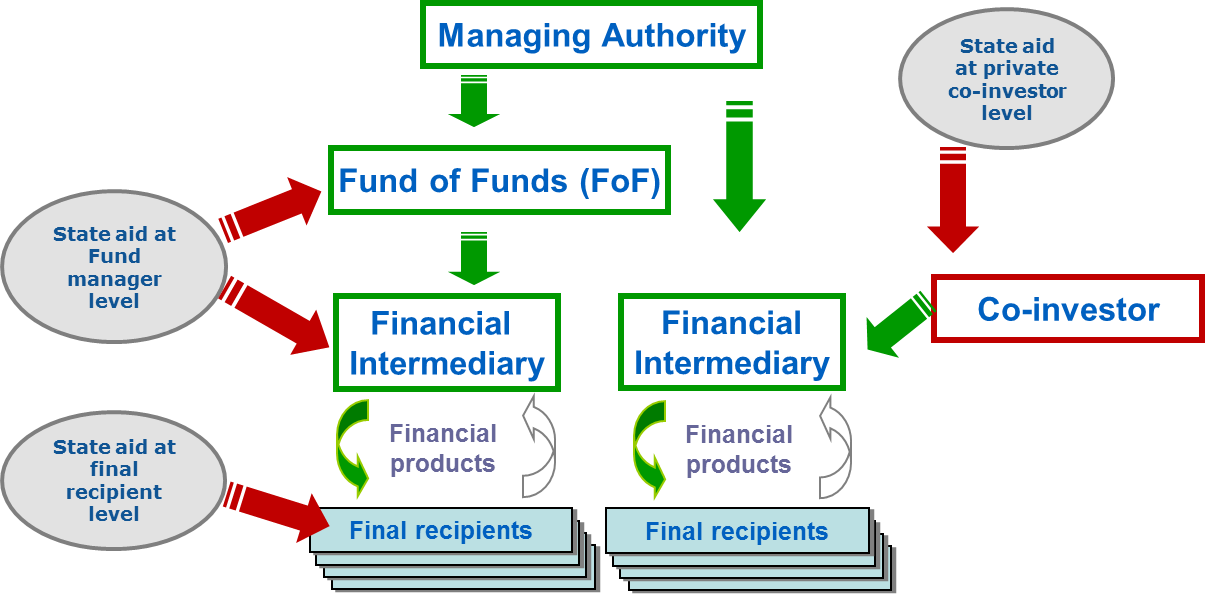 Managing Authority
State aid
at private
co-investor
level
Fund of Funds (FoF)
State aid at
Fund
manager
level
Financial
Intermediary
Financial
Intermediary
Co-investor
Financial
products
Financial
products
State aid at
final
recipient
level
Final recipients
Final recipients